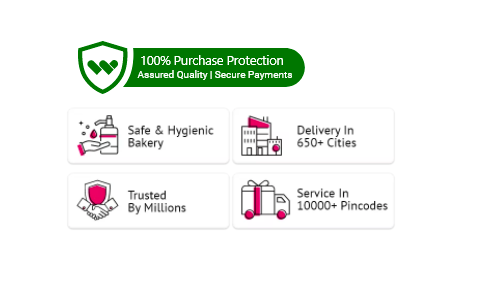 100% Purchase Protection
Assured Quality | Secure Payments
Safe & Hygienic
Bakery
Delivery In
650+ Cities
Trusted
By Millions
Service In
10000+ Pincodes